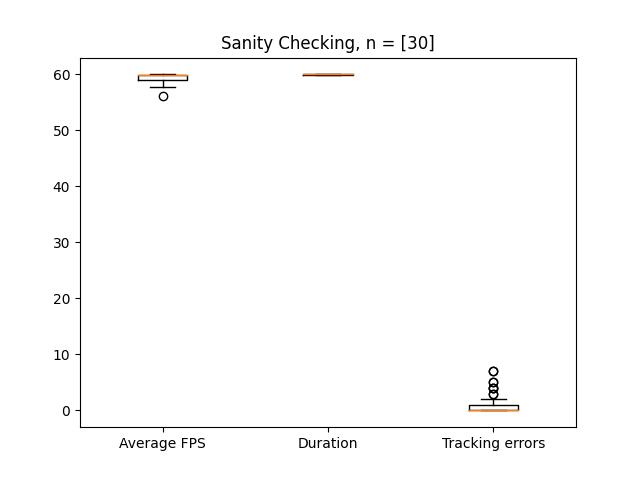 Sanity Checking, n = [30]
60
50
40
30
20
10
0
Average FPS
Duration
Tracking errors